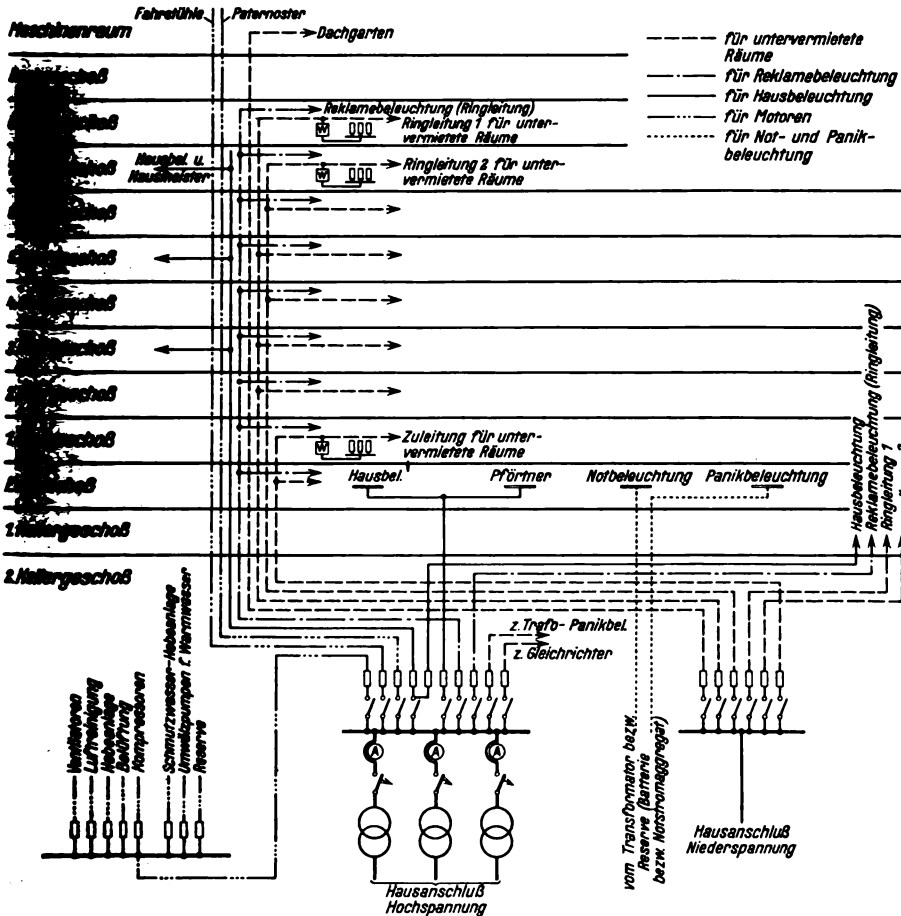 Fahrstühle
Paternoster
Maschinenraum
Dachgarten
für untervermietete
Räume
für Reklamebeleuchtung
für Hausbeleuchtung
für Motoren
für Not- und Panik-
beleuchtung
Reklamebeleuchtung (Ringleitung)
Ringleitung 1 für unter-
vermietete Räume
W
Hausbel. u.
Hausmeister
Ringleitung 2 für unter-
vermietete Räume
W
4.
3.
2.
1.
Zuleitung für unter-
vermietete Räume
W
Hausbel.
Pförtner
Notbeleuchtung
Panikbeleuchtung
1. Kellergeschoß
2. Kellergeschoß
Hausbeleuchtung
Reklamebeleuchtung (Ringleitung)
Ringleitung 1
z. Trafo-Panikbel.
z. Gleichrichter
Ventilatoren
Luftreinigung
Hebeanlage
Belüftung
Kompressoren
Schmutzwasser-Hebeanlage
Umwälzpumpen f. Warmwasser
Reserve
A
A
A
vom Transformator bezw.
Reserve (Batterie
bezw. Notstromaggregat)
Hausanschluß
Niederspannung
Hausanschluß
Hochspannung